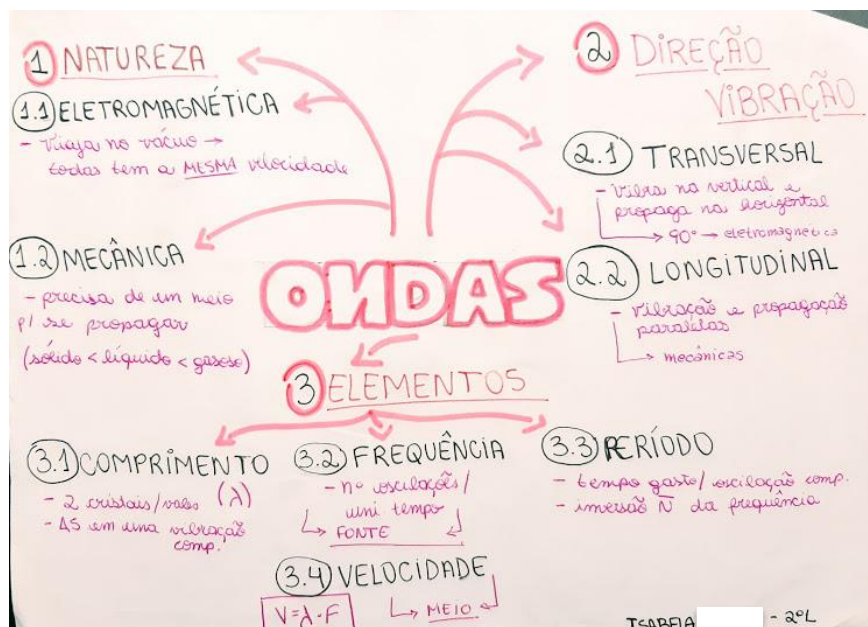 1 NATUREZA
1.1 ELETROMAGNÉTICA
- Viaja no vácuo →
todas tem a MESMA velocidade
1.2 MECÂNICA
- precisa de um meio
p/ se propagar
(sólido < líquido < gasoso)
ONDAS
2 DIREÇÃO
VIBRAÇÃO
2.1 TRANSVERSAL
- Vibra na vertical e
propaga na horizontal
→ 90° → eletromagnética
2.2 LONGITUDINAL
- Vibração e propagação
paralelas
→ mecânicas
3 ELEMENTOS
3.1 COMPRIMENTO
- 2 cristais/vales (λ)
- ΔS em uma vibração
comp.
3.2 FREQUÊNCIA
- nº oscilações/
uni tempo
→ FONTE
3.3 PERÍODO
- tempo gasto/ oscilação comp.
- inversão da frequência
3.4 VELOCIDADE
V=λ·F
→ MEIO
ISABELA - 2ºL